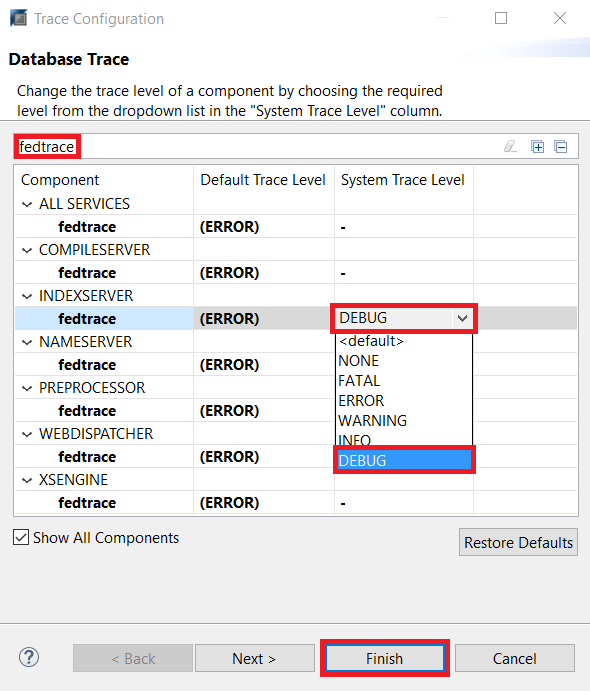 Trace Configuration
Database Trace
Change the trace level of a component by choosing the required
level from the dropdown list in the "System Trace Level" column.
fedtrace
Component Default Trace Level System Trace Level
ALL SERVICES
fedtrace (ERROR) -
COMPILESERVER
fedtrace (ERROR) -
INDEXSERVER
fedtrace (ERROR) DEBUG
<default>
NAMESERVER
NONE
fedtrace (ERROR)
FATAL
PREPROCESSOR
ERROR
fedtrace (ERROR)
WARNING
WEBDISPATCHER
INFO
fedtrace (ERROR) DEBUG
XSENGINE
fedtrace (ERROR) -
Show All Components
Restore Defaults
? < Back Next > Finish Cancel